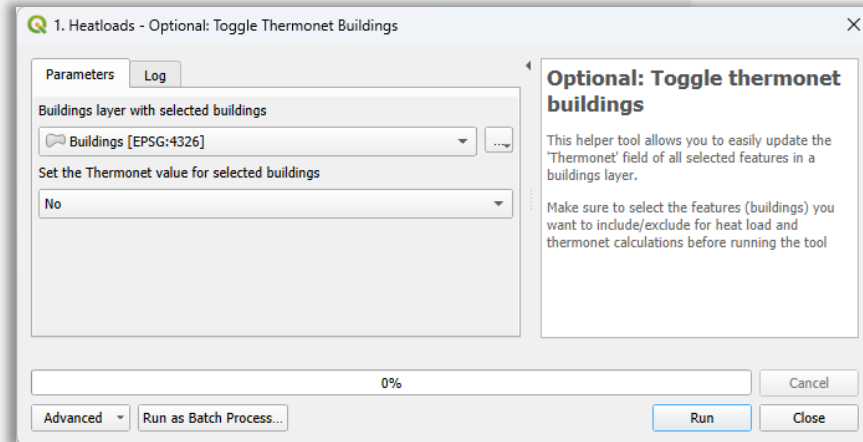 1. Heatloads - Optional: Toggle Thermonet Buildings
Parameters
Log
Buildings layer with selected buildings
Buildings [EPSG:4326]
...
Set the Thermonet value for selected buildings
No
Optional: Toggle thermonet
buildings
This helper tool allows you to easily update the
'Thermonet' field of all selected features in a
buildings layer.
Make sure to select the features (buildings) you
want to include/exclude for heat load and
thermonet calculations before running the tool
0%
Cancel
Advanced
Run as Batch Process...
Run
Close